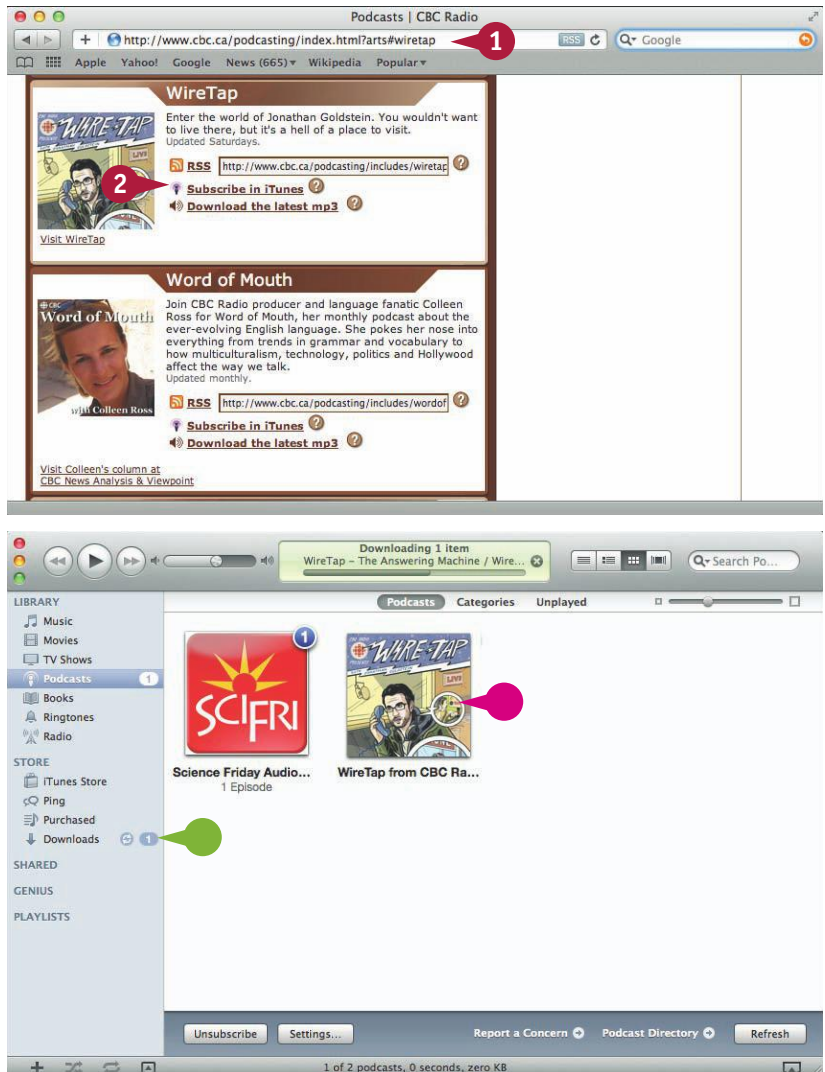 Podcasts | CBC Radio
http://www.cbc.ca/podcasting/index.html?arts#wiretap
1
RSS
Google
Apple Yahoo! Google News (665) Wikipedia Popular
WireTap
Enter the world of Jonathan Goldstein. You wouldn't want
to live there, but it's a hell of a place to visit.
Updated Saturdays.
WIRE TAP
LIVE
RSS http://www.cbc.ca/podcasting/includes/wiretap ?
2
Subscribe in iTunes ?
Download the latest mp3 ?
Visit WireTap
Word of Mouth
Join CBC Radio producer and language fanatic Colleen
Ross for Word of Mouth, her monthly podcast about the
ever-evolving English language. She pokes her nose into
everything from trends in grammar and vocabulary to
how multiculturalism, technology, politics and Hollywood
affect the way we talk.
Updated monthly.
CBC
Word of Mouth
with Colleen Ross
RSS http://www.cbc.ca/podcasting/includes/wordof ?
Subscribe in iTunes ?
Download the latest mp3 ?
Visit Colleen's column at
CBC News Analysis & Viewpoint
Downloading 1 item
WireTap – The Answering Machine / Wire...
Search Po...
LIBRARY
Music
Movies
TV Shows
Podcasts 1
Books
Ringtones
Radio
STORE
iTunes Store
Ping
Purchased
Downloads 1
SHARED
GENIUS
PLAYLISTS
Podcasts Categories Unplayed
1
SCIFRI
Science Friday Audio...
1 Episode
WIRE TAP
LIVE
WireTap from CBC Ra...
Unsubscribe Settings... Report a Concern Podcast Directory Refresh
1 of 2 podcasts, 0 seconds, zero KB